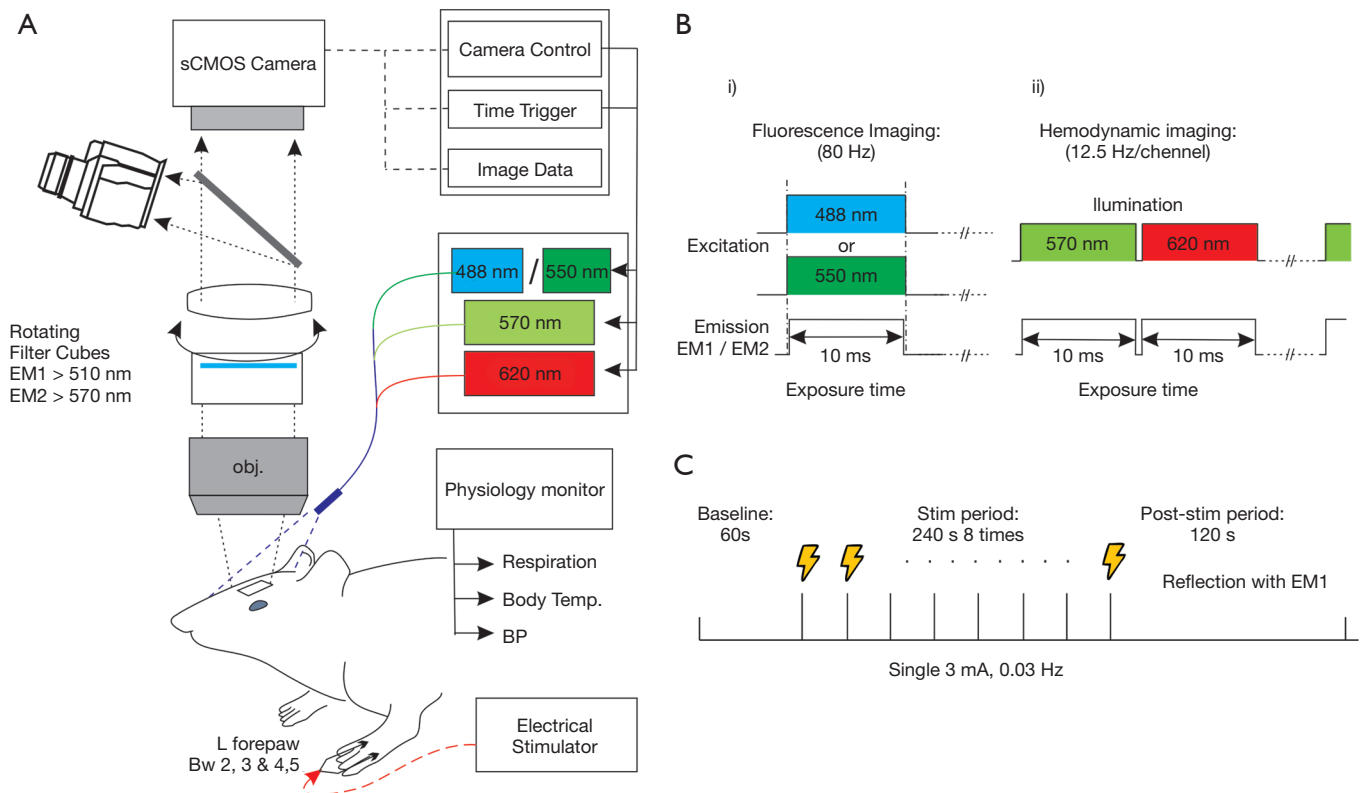 A
sCMOS Camera
Camera Control
Time Trigger
Image Data
488 nm / 550 nm
570 nm
620 nm
Rotating
Filter Cubes
EM1 > 510 nm
EM2 > 570 nm
obj.
Physiology monitor
Respiration
Body Temp.
BP
L forepaw
Bw 2, 3 & 4,5
Electrical
Stimulator
B
i)
Fluorescence Imaging:
(80 Hz)
488 nm
Excitation or
550 nm
Emission
EM1 / EM2
10 ms
Exposure time
ii)
Hemodynamic imaging:
(12.5 Hz/channel)
Ilumination
570 nm
620 nm
10 ms
10 ms
Exposure time
C
Baseline:
60s
Stim period:
240 s 8 times
Post-stim period:
120 s
Reflection with EM1
Single 3 mA, 0.03 Hz